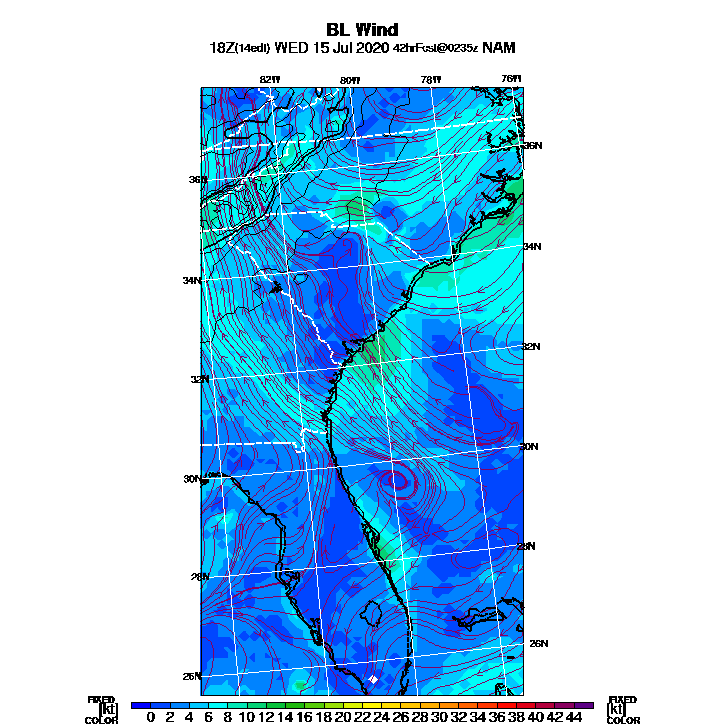 BL Wind
18Z(14edt) WED 15 Jul 2020 42hrFcst@0235z NAM
82W 80W 78W 76W
36N
36N
34N
34N
32N
32N
30N
30N
28N
28N
26N
26N
FIXED FIXED
[kt] 0 2 4 6 8 10 12 14 16 18 20 22 24 26 28 30 32 34 36 38 40 42 44 [kt]
COLOR COLOR